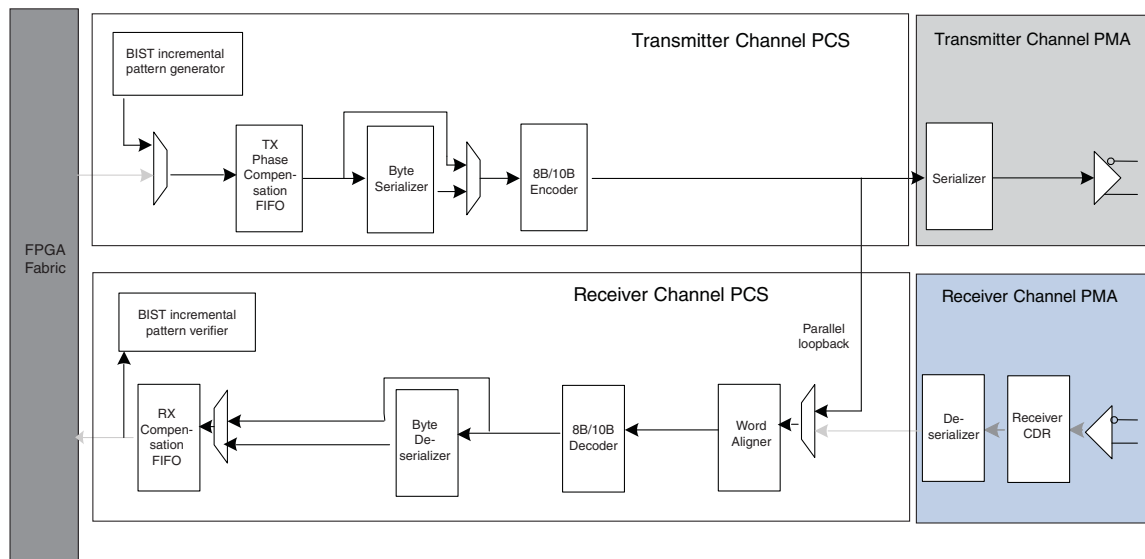 Transmitter Channel PCS
Transmitter Channel PMA
BIST incremental
pattern generator
TX
Phase
Compen-
sation
FIFO
Byte
Serializer
8B/10B
Encoder
Serializer
FPGA
Fabric
Receiver Channel PCS
Receiver Channel PMA
BIST incremental
pattern verifier
Parallel
loopback
RX
Compen-
sation
FIFO
Byte
De-
serializer
8B/10B
Decoder
Word
Aligner
De-
serializer
Receiver
CDR